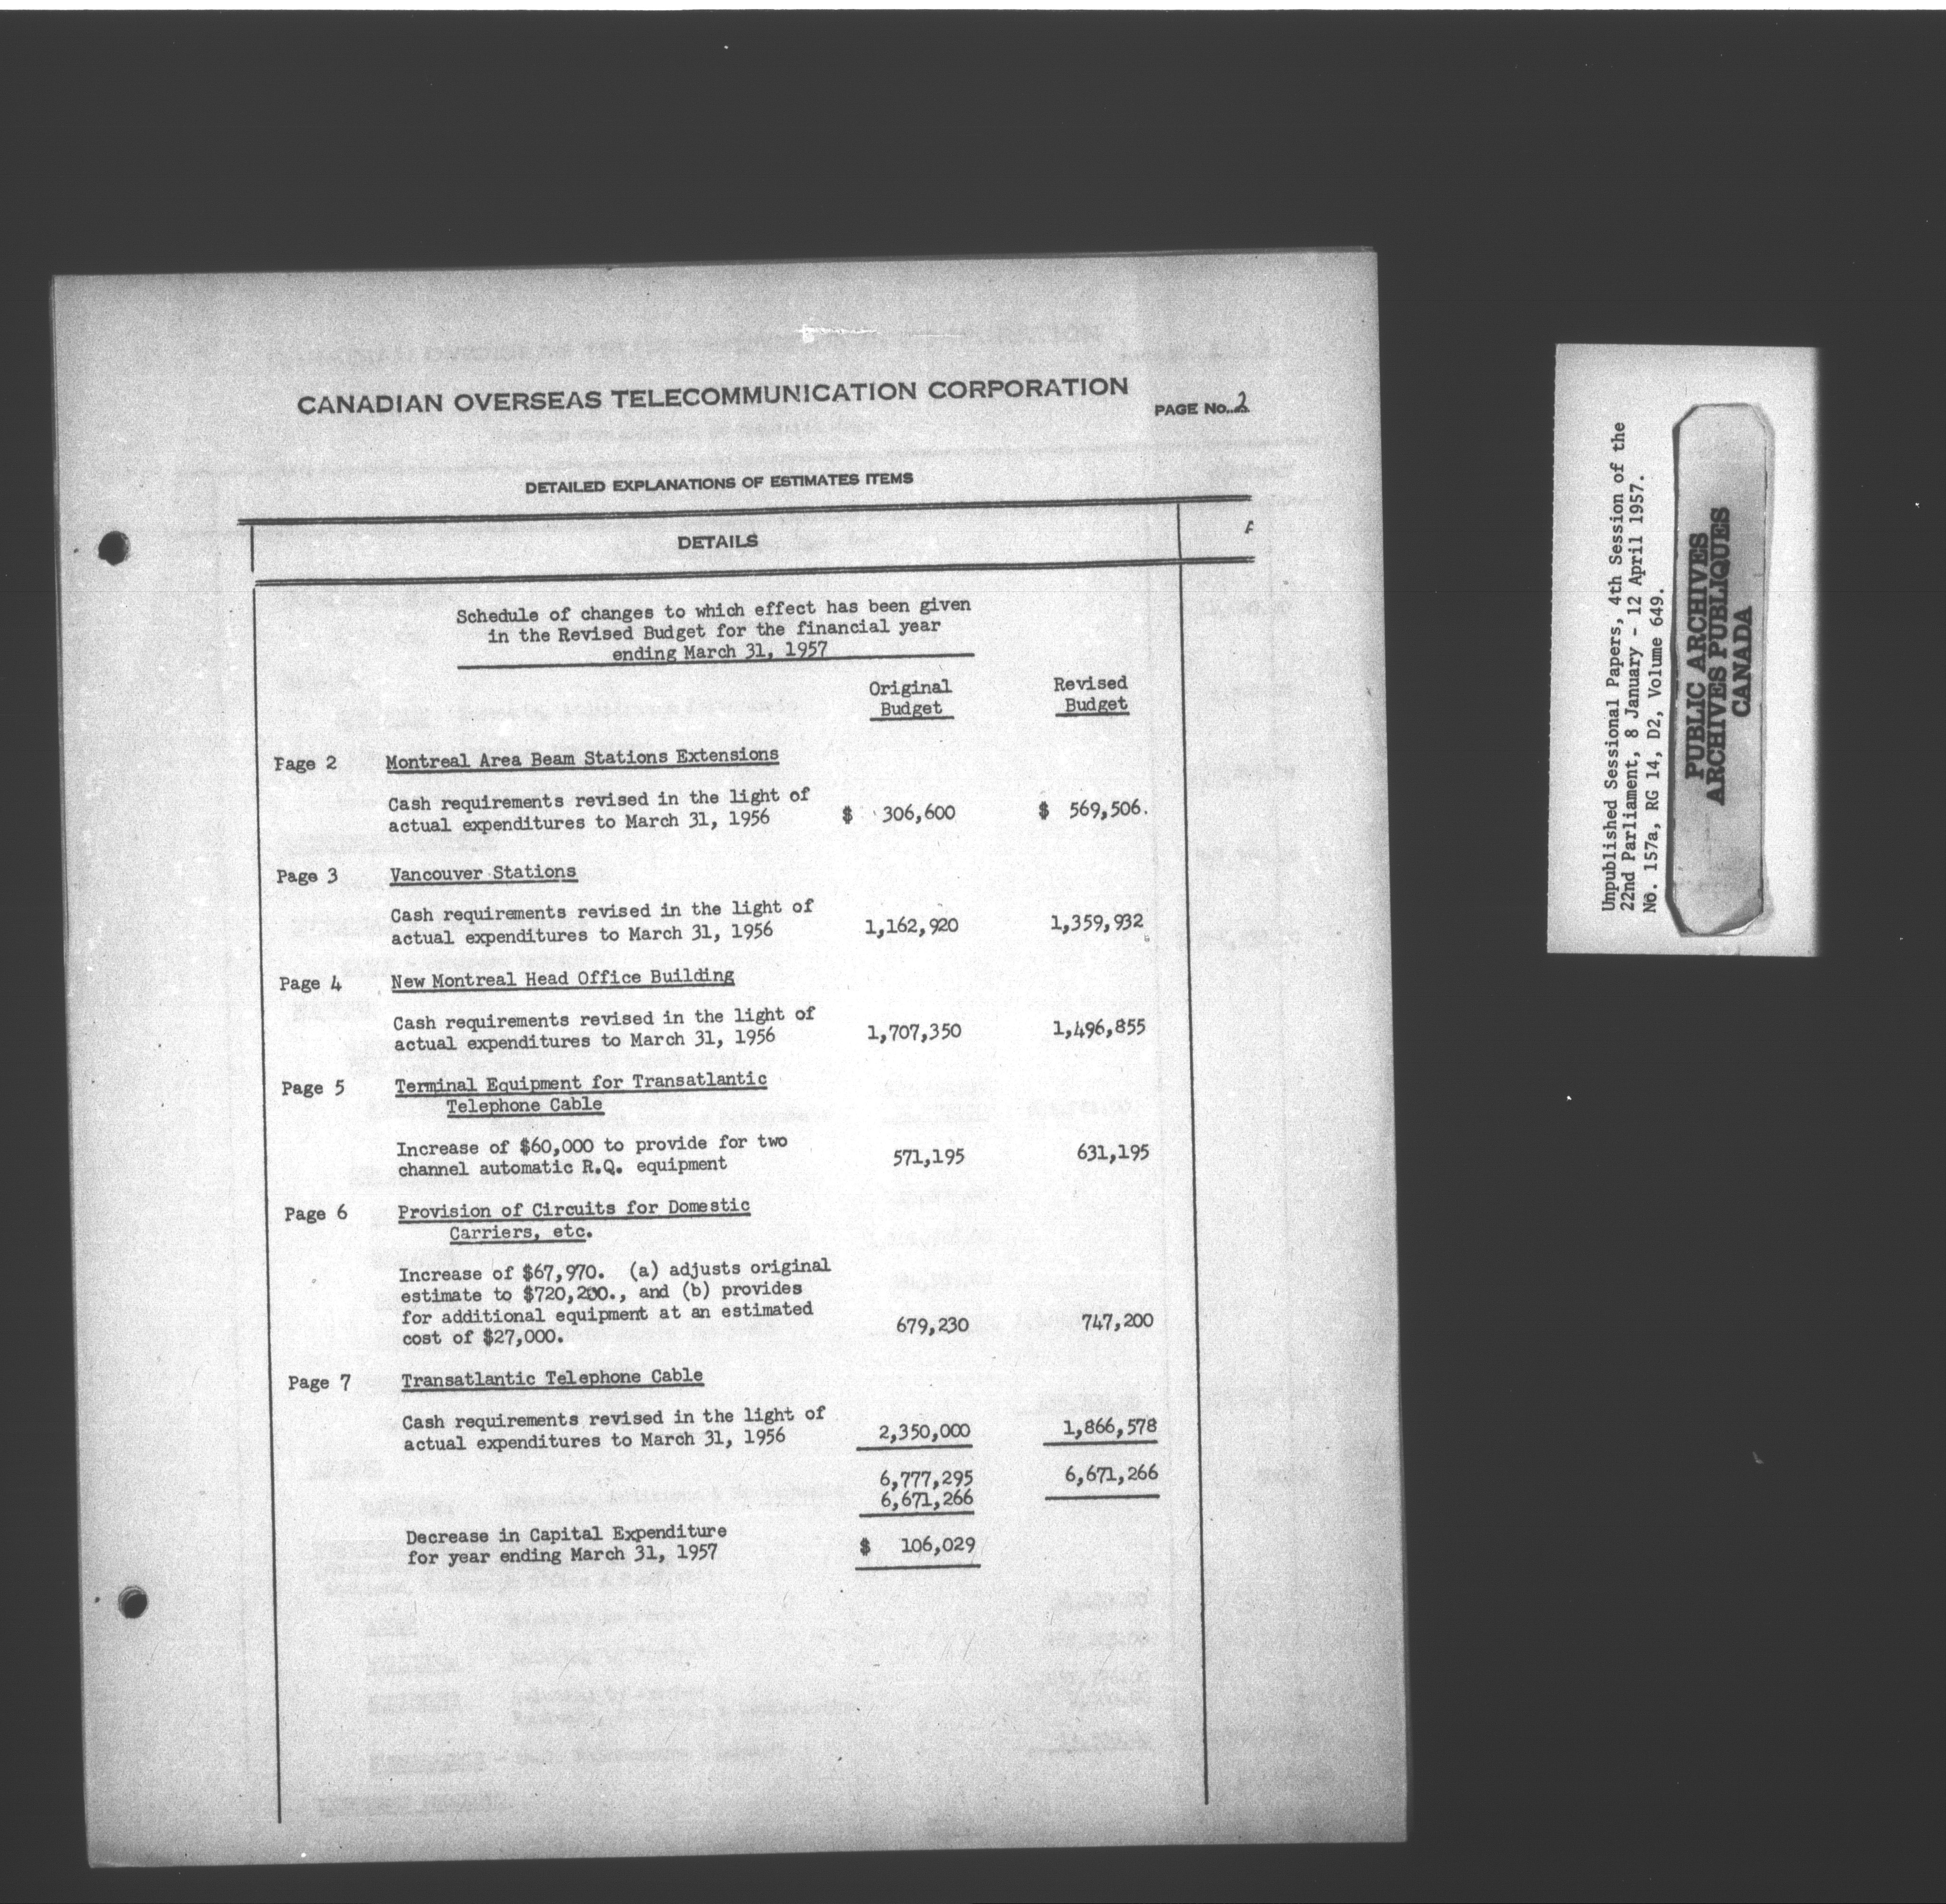 CANADIAN OVERSEAS TELECOMMUNICATION CORPORATION
PAGE No. 2
DETAILED EXPLANATIONS OF ESTIMATES ITEMS
DETAILS
A
Schedule of changes to which effect has been given
in the Revised Budget for the financial year
ending March 31, 1957
Original Revised
Budget Budget
Page 2 Montreal Area Beam Stations Extensions
Cash requirements revised in the light of
actual expenditures to March 31, 1956 $ 306,600 $ 569,506.
Page 3 Vancouver Stations
Cash requirements revised in the light of
actual expenditures to March 31, 1956 1,162,920 1,359,932
Page 4 New Montreal Head Office Building
Cash requirements revised in the light of
actual expenditures to March 31, 1956 1,707,350 1,496,855
Page 5 Terminal Equipment for Transatlantic
Telephone Cable
Increase of $60,000 to provide for two
channel automatic R.Q. equipment 571,195 631,195
Page 6 Provision of Circuits for Domestic
Carriers, etc.
Increase of $67,970. (a) adjusts original
estimate to $720,200., and (b) provides
for additional equipment at an estimated
cost of $27,000. 679,230 747,200
Page 7 Transatlantic Telephone Cable
Cash requirements revised in the light of
actual expenditures to March 31, 1956 2,350,000 1,866,578
6,777,295 6,671,266
6,671,266
Decrease in Capital Expenditure
for year ending March 31, 1957 $ 106,029
Unpublished Sessional Papers, 4th Session of the
22nd Parliament, 8 January - 12 April 1957.
No. 157a, RG 14, D2, Volume 649.
PUBLIC ARCHIVES
ARCHIVES PUBLIQUES
CANADA